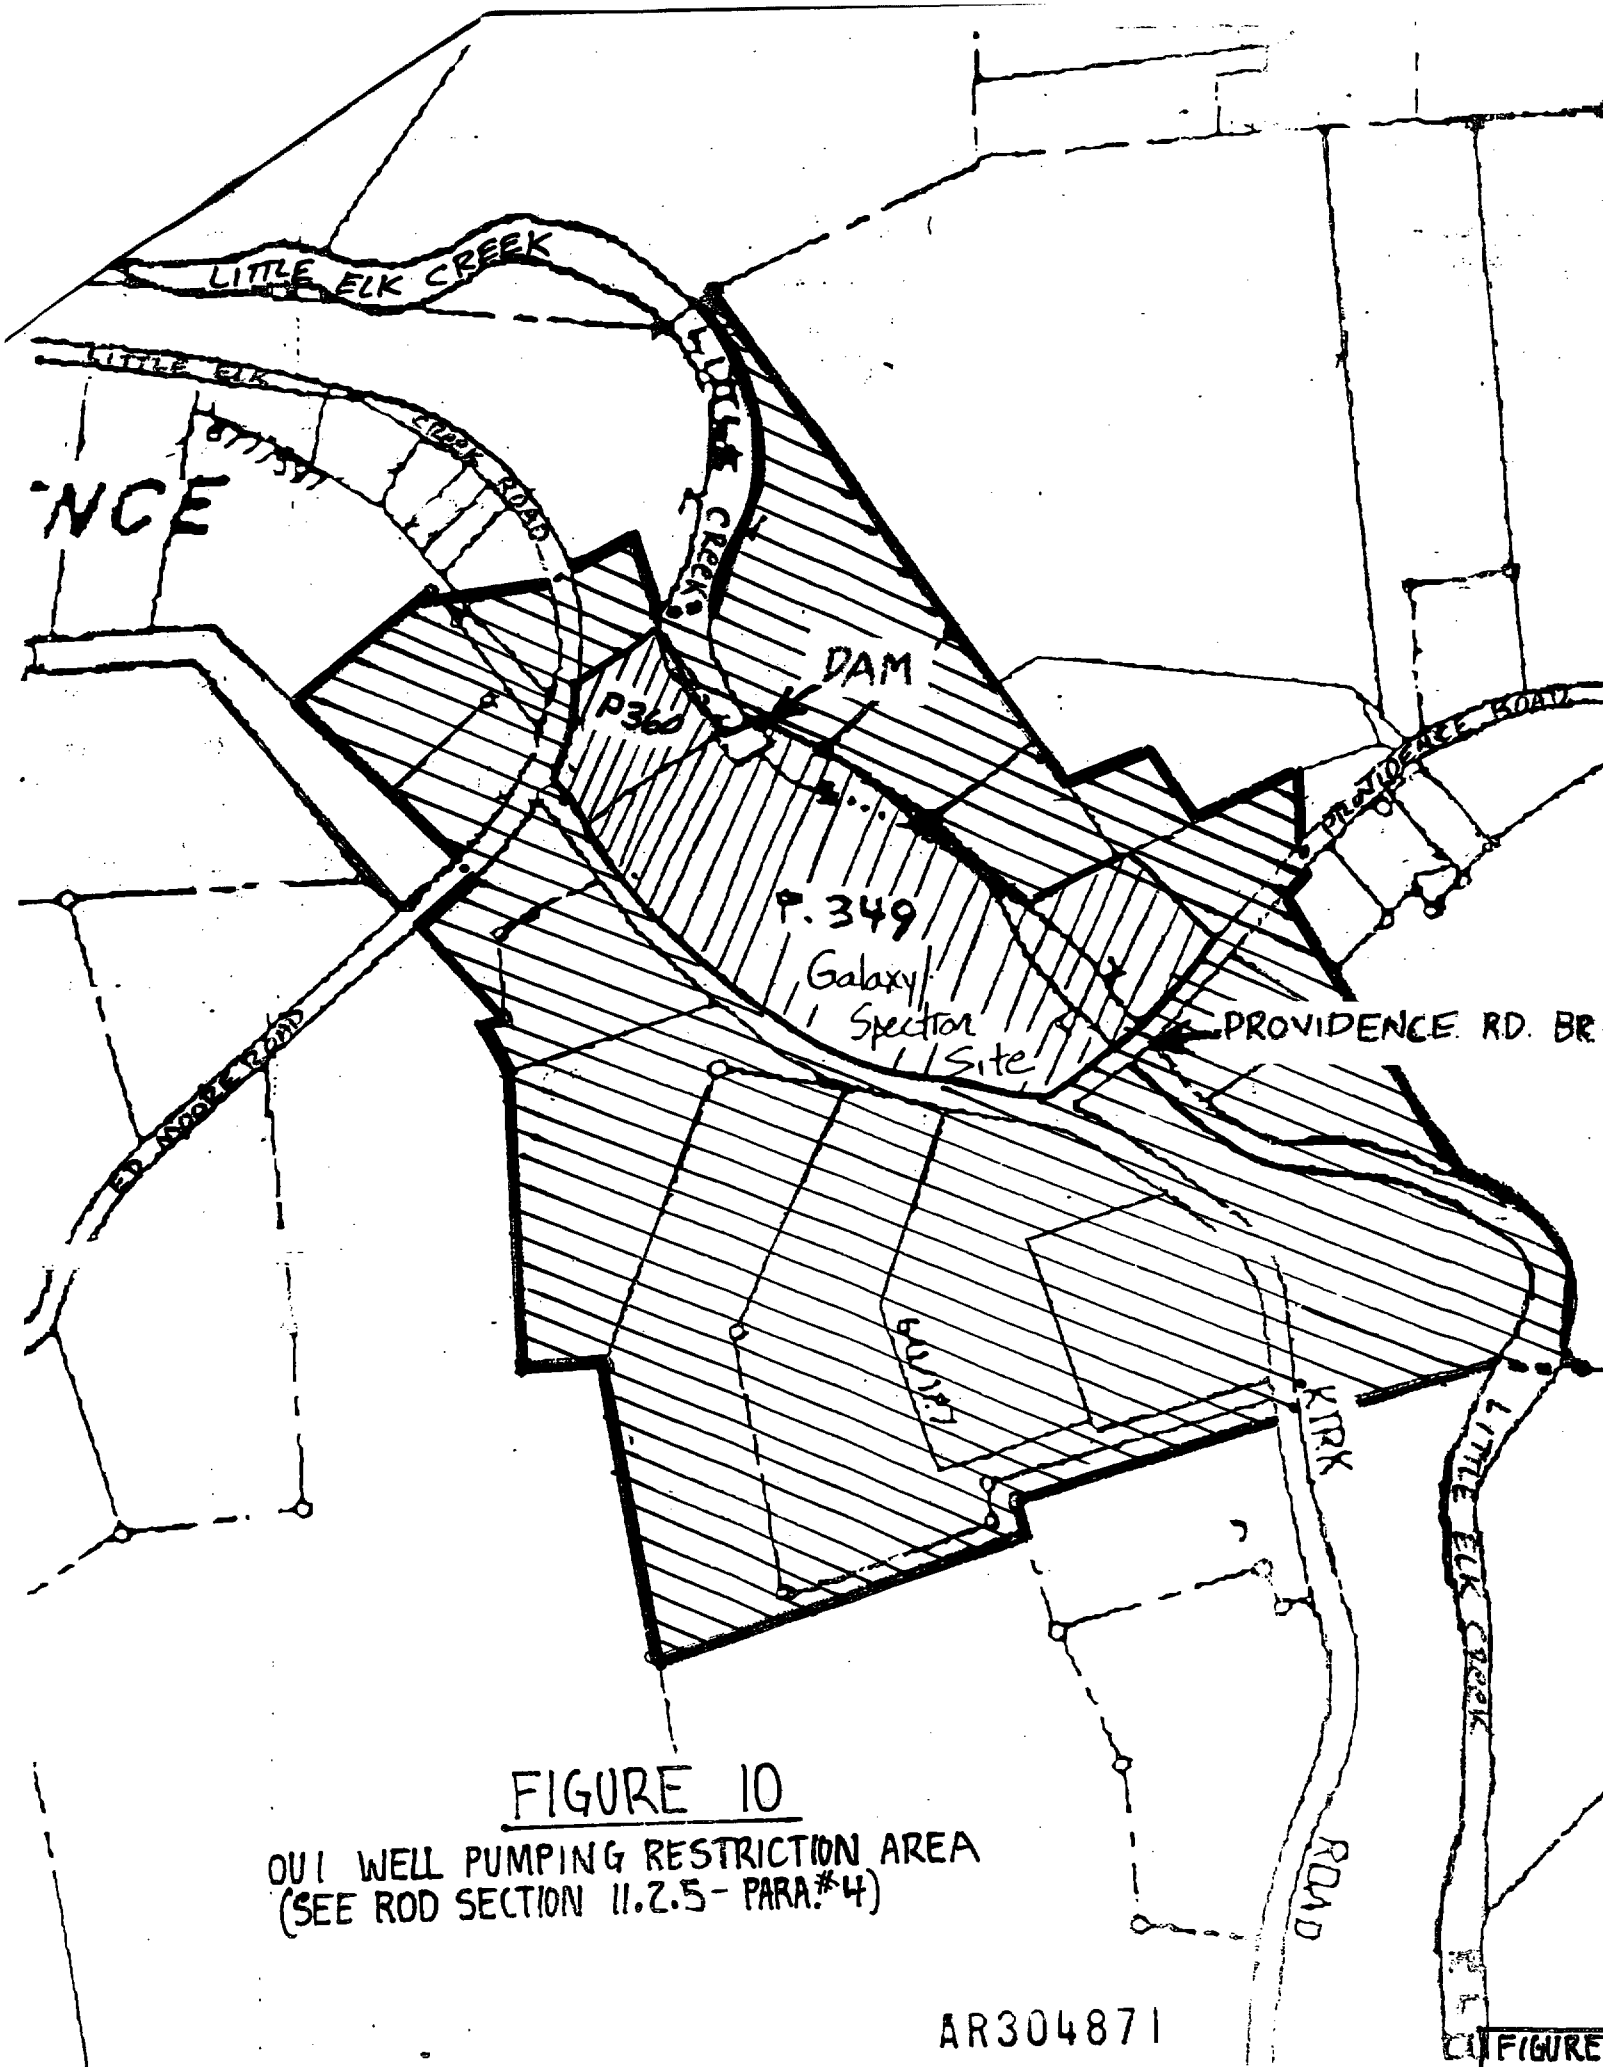 LITTLE ELK CREEK
LITTLE ELK CREEK ROAD
CREEK
-NCE
DAM
P360
PROVIDENCE ROAD
P. 349
Galaxy/
Spectron
Site
PROVIDENCE RD. BR
ED MOORE ROAD
KIRK
ROAD
LITTLE ELK CREEK
FIGURE 10
OU1 WELL PUMPING RESTRICTION AREA
(SEE ROD SECTION 11.2.5 - PARA.#4)
AR304871
FIGURE